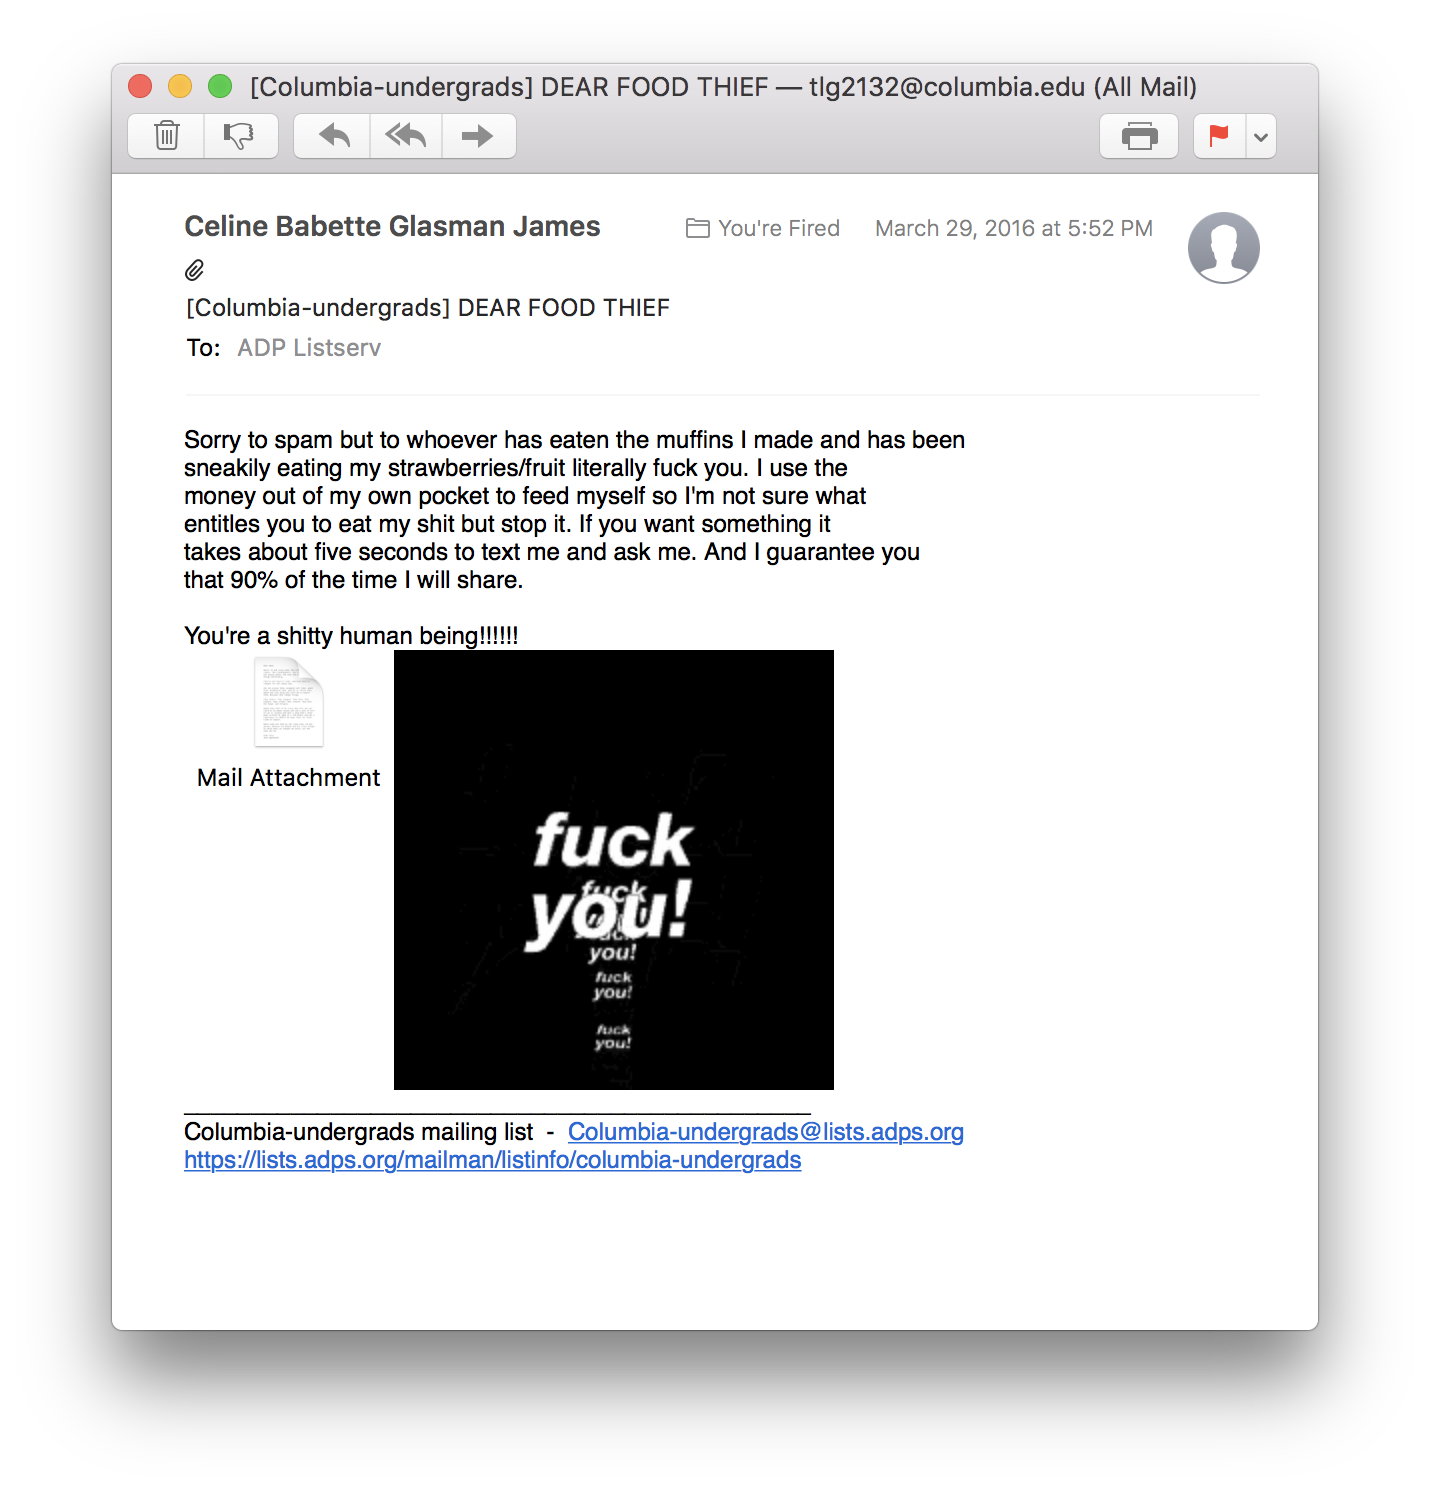 [Columbia-undergrads] DEAR FOOD THIEF — tlg2132@columbia.edu (All Mail)
Celine Babette Glasman James
You're Fired
March 29, 2016 at 5:52 PM
[Columbia-undergrads] DEAR FOOD THIEF
To: ADP Listserv
Sorry to spam but to whoever has eaten the muffins I made and has been
sneakily eating my strawberries/fruit literally fuck you. I use the
money out of my own pocket to feed myself so I'm not sure what
entitles you to eat my shit but stop it. If you want something it
takes about five seconds to text me and ask me. And I guarantee you
that 90% of the time I will share.
You're a shitty human being!!!!!!
Mail Attachment
fuck
you!
fuck
you!
fuck
you!
fuck
you!
Columbia-undergrads mailing list - Columbia-undergrads@lists.adps.org
https://lists.adps.org/mailman/listinfo/columbia-undergrads